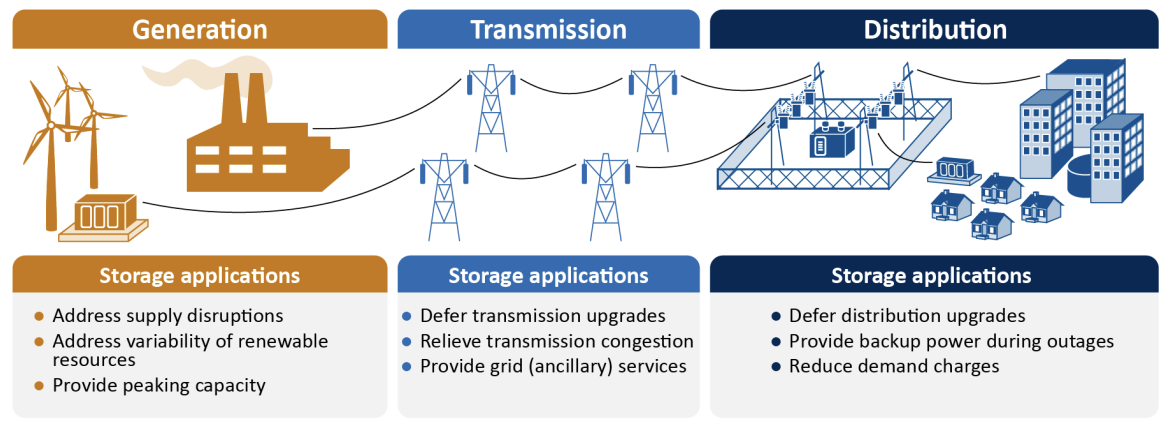 Generation
Transmission
Distribution
Storage applications
Address supply disruptions
Address variability of renewable
resources
Provide peaking capacity
Storage applications
Defer transmission upgrades
Relieve transmission congestion
Provide grid (ancillary) services
Storage applications
Defer distribution upgrades
Provide backup power during outages
Reduce demand charges